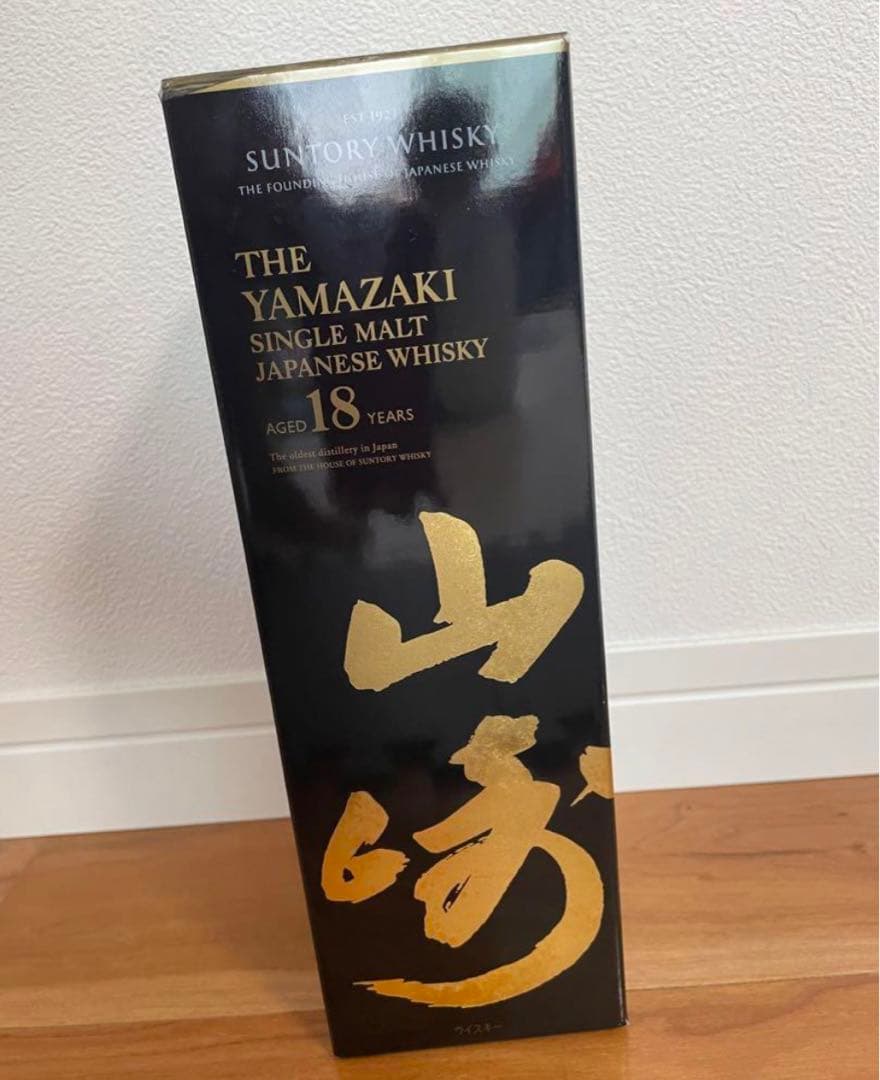 EST 1923
SUNTORY WHISKY
THE FOUNDING HOUSE OF JAPANESE WHISKY
THE
YAMAZAKI
SINGLE MALT
JAPANESE WHISKY
AGED 18 YEARS
The oldest distillery in Japan
FROM THE HOUSE OF SUNTORY WHISKY
山
崎
ウイスキー